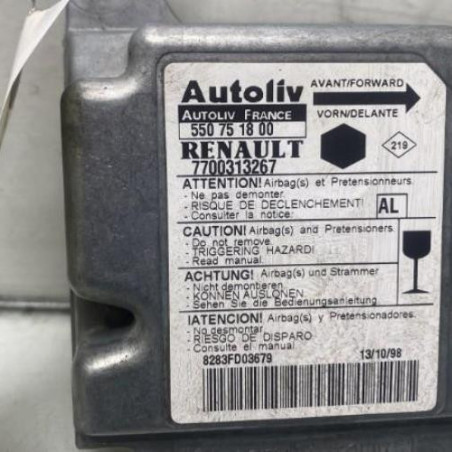 Autoliv AVANT/FORWARD
AUTOLIV FRANCE VORN/DELANTE
550 75 18 00
RENAULT 219
7700313267
ATTENTION! Airbag(s) et Pretensionneurs.
- Ne pas demonter.
- RISQUE DE DECLENCHEMENT! AL
- Consulter la notice.
CAUTION! Airbag(s) and Pretensioners.
- Do not remove.
- TRIGGERING HAZARD!
- Read manual.
ACHTUNG! Airbag(s) und Strammer
- Nicht demontieren.
- KÖNNEN AUSLÖNEN
- Sehen Sie die Bedienungsanleitung
!ATENCION! Airbag(s) y Pretensionadores.
- No desmontar
- RIESGO DE DISPARO
- Consulte el manual.
8283FD03679 13/10/98